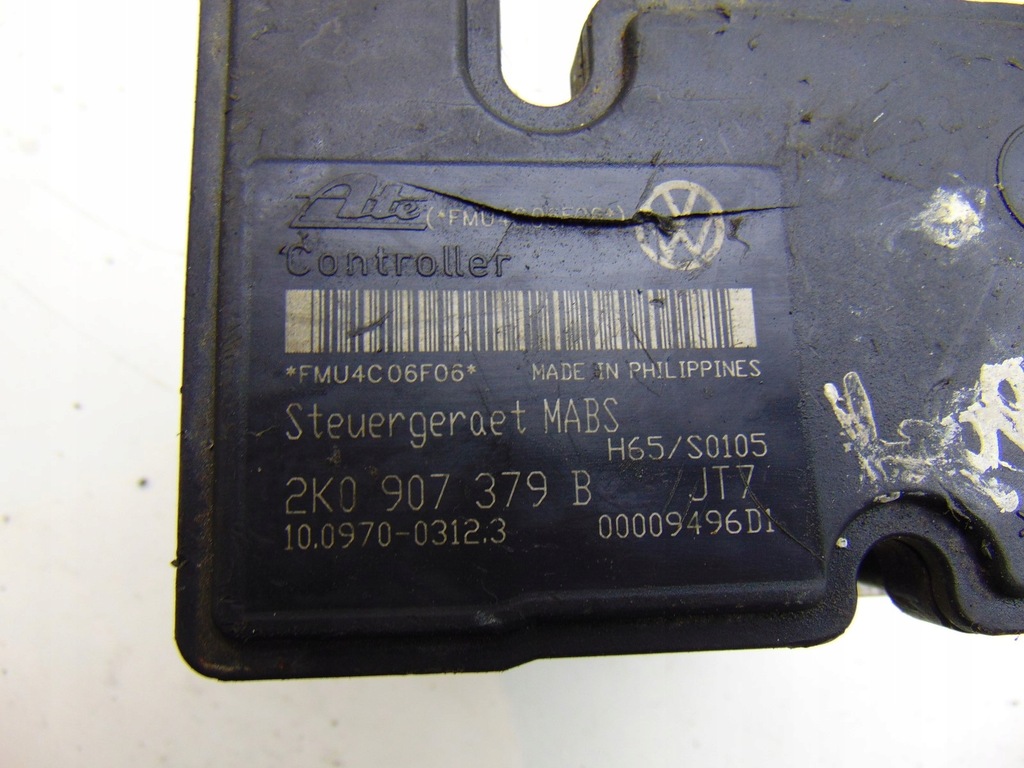 Ate (*FMU4C06F06*)
Controller
*FMU4C06F06* MADE IN PHILIPPINES
Steuergeraet MABS
H65/S0105
2K0 907 379 B JT7
10.0970-0312.3 00009496D1